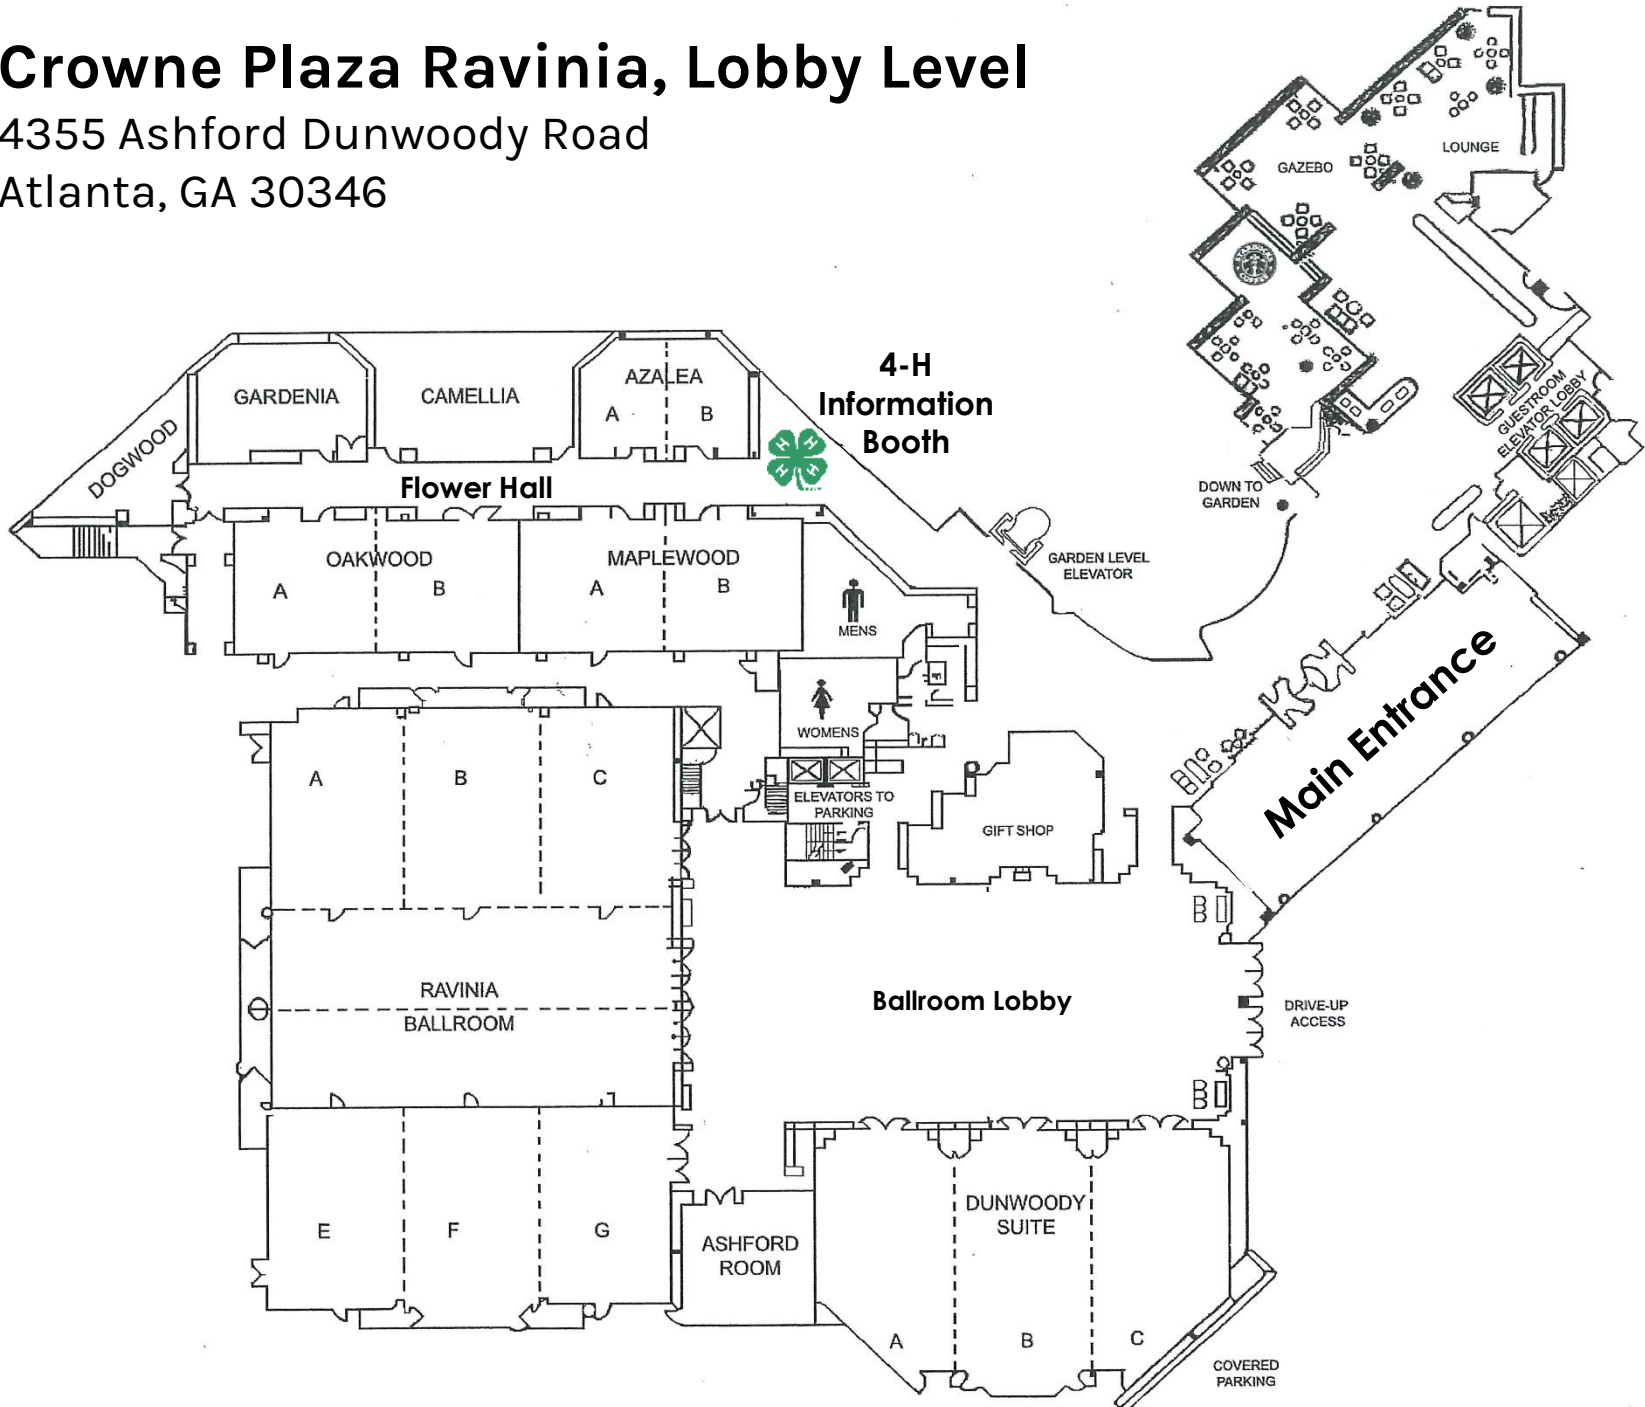 Crowne Plaza Ravinia, Lobby Level
4355 Ashford Dunwoody Road
Atlanta, GA 30346
LOUNGE
GAZEBO
GUESTROOM
ELEVATOR LOBBY
DOWN TO
GARDEN
GARDEN LEVEL
ELEVATOR
4-H
Information
Booth
H H
H H
GARDENIA
CAMELLIA
AZALEA
A B
DOGWOOD
Flower Hall
OAKWOOD
A B
MAPLEWOOD
A B
MENS
WOMENS
ELEVATORS TO
PARKING
GIFT SHOP
Main Entrance
A B C
RAVINIA
BALLROOM
Ballroom Lobby
DRIVE-UP
ACCESS
E F G
ASHFORD
ROOM
DUNWOODY
SUITE
A B C
COVERED
PARKING